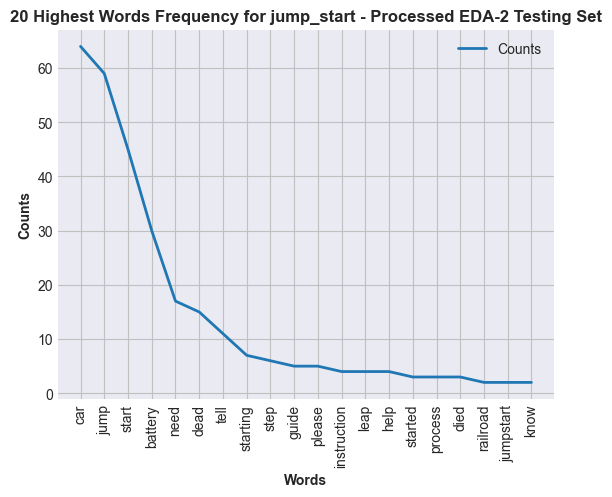 20 Highest Words Frequency for jump_start - Processed EDA-2 Testing Set
Counts
60
50
40
30
20
10
0
Counts
car
jump
start
battery
need
dead
tell
starting
step
guide
please
instruction
leap
help
started
process
died
railroad
jumpstart
know
Words